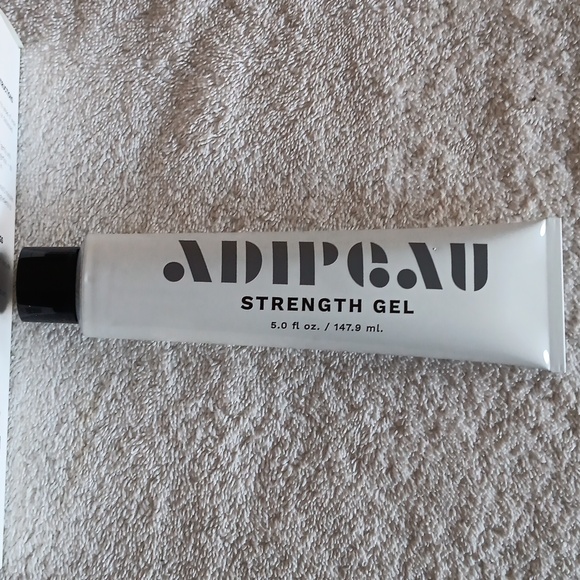 ADIPEAU
STRENGTH GEL
5.0 fl oz. / 147.9 ml.